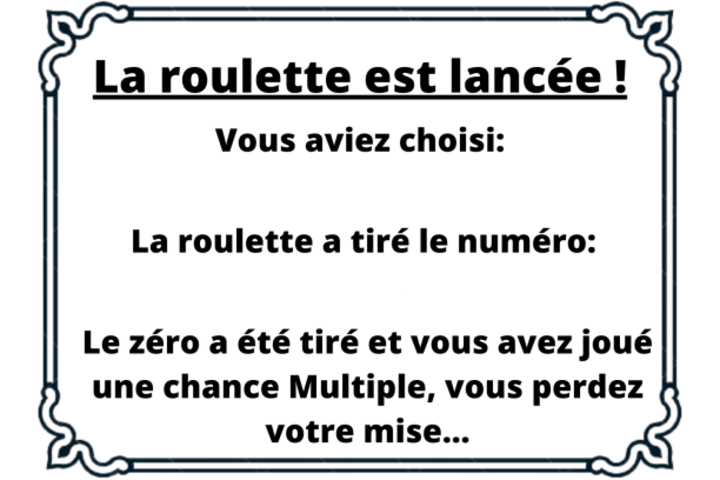 La roulette est lancée !
Vous aviez choisi:
La roulette a tiré le numéro:
Le zéro a été tiré et vous avez joué
une chance Multiple, vous perdez
votre mise...